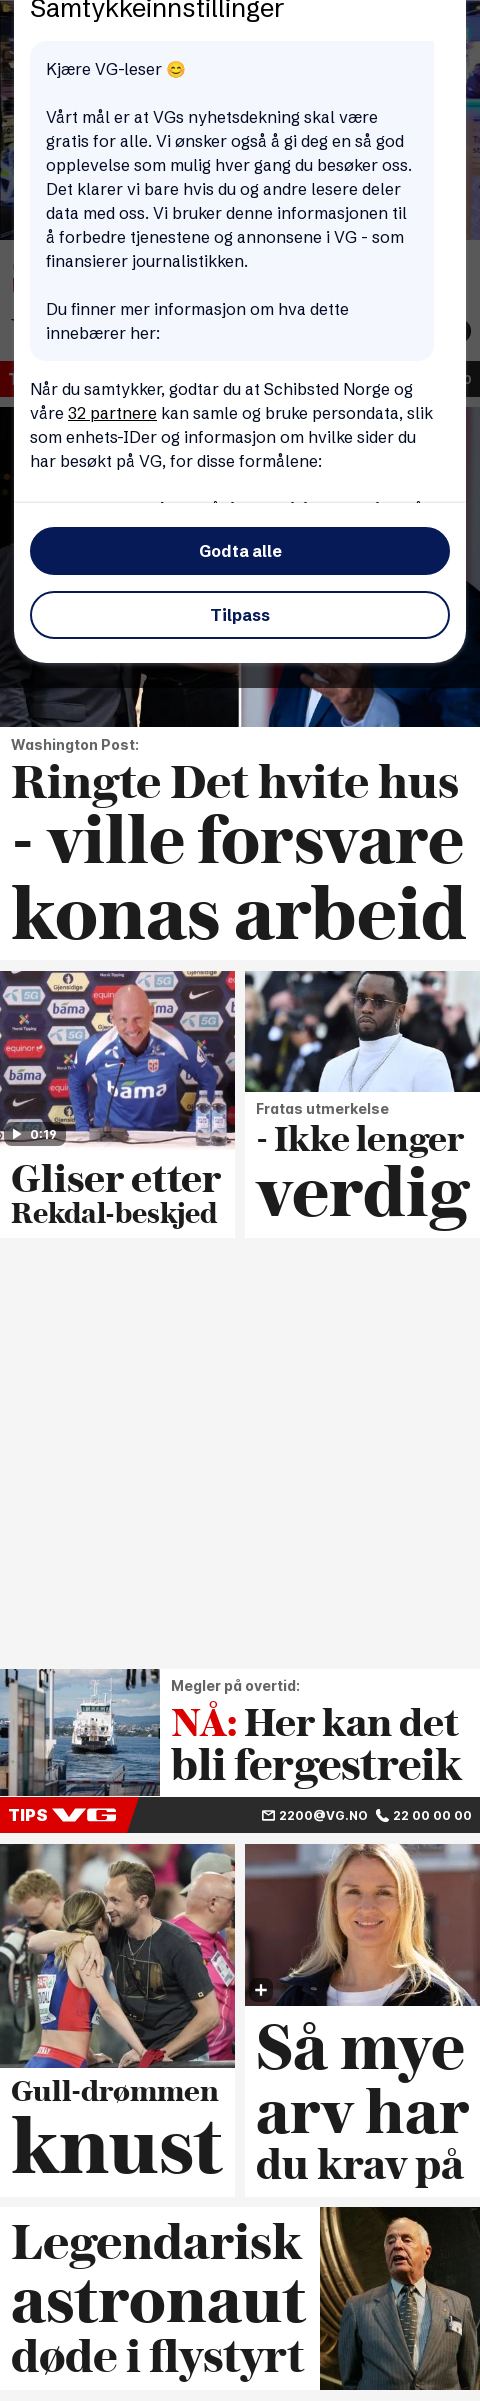 Samtykkeinnstillinger
Kjære VG-leser 😊
Vårt mål er at VGs nyhetsdekning skal være
gratis for alle. Vi ønsker også å gi deg en så god
opplevelse som mulig hver gang du besøker oss.
Det klarer vi bare hvis du og andre lesere deler
data med oss. Vi bruker denne informasjonen til
å forbedre tjenestene og annonsene i VG - som
finansierer journalistikken.
Du finner mer informasjon om hva dette
innebærer her:
Når du samtykker, godtar du at Schibsted Norge og
våre 32 partnere kan samle og bruke persondata, slik
som enhets-IDer og informasjon om hvilke sider du
har besøkt på VG, for disse formålene:
Godta alle
Tilpass
Washington Post:
Ringte Det hvite hus
- ville forsvare
konas arbeid
0:19
Gliser etter
Rekdal-beskjed
Fratas utmerkelse
- Ikke lenger
verdig
Megler på overtid:
NÅ: Her kan det
bli fergestreik
TIPS VG 2200@VG.NO 22 00 00 00
Gull-drømmen
knust
Så mye
arv har
du krav på
Legendarisk
astronaut
døde i flystyrt